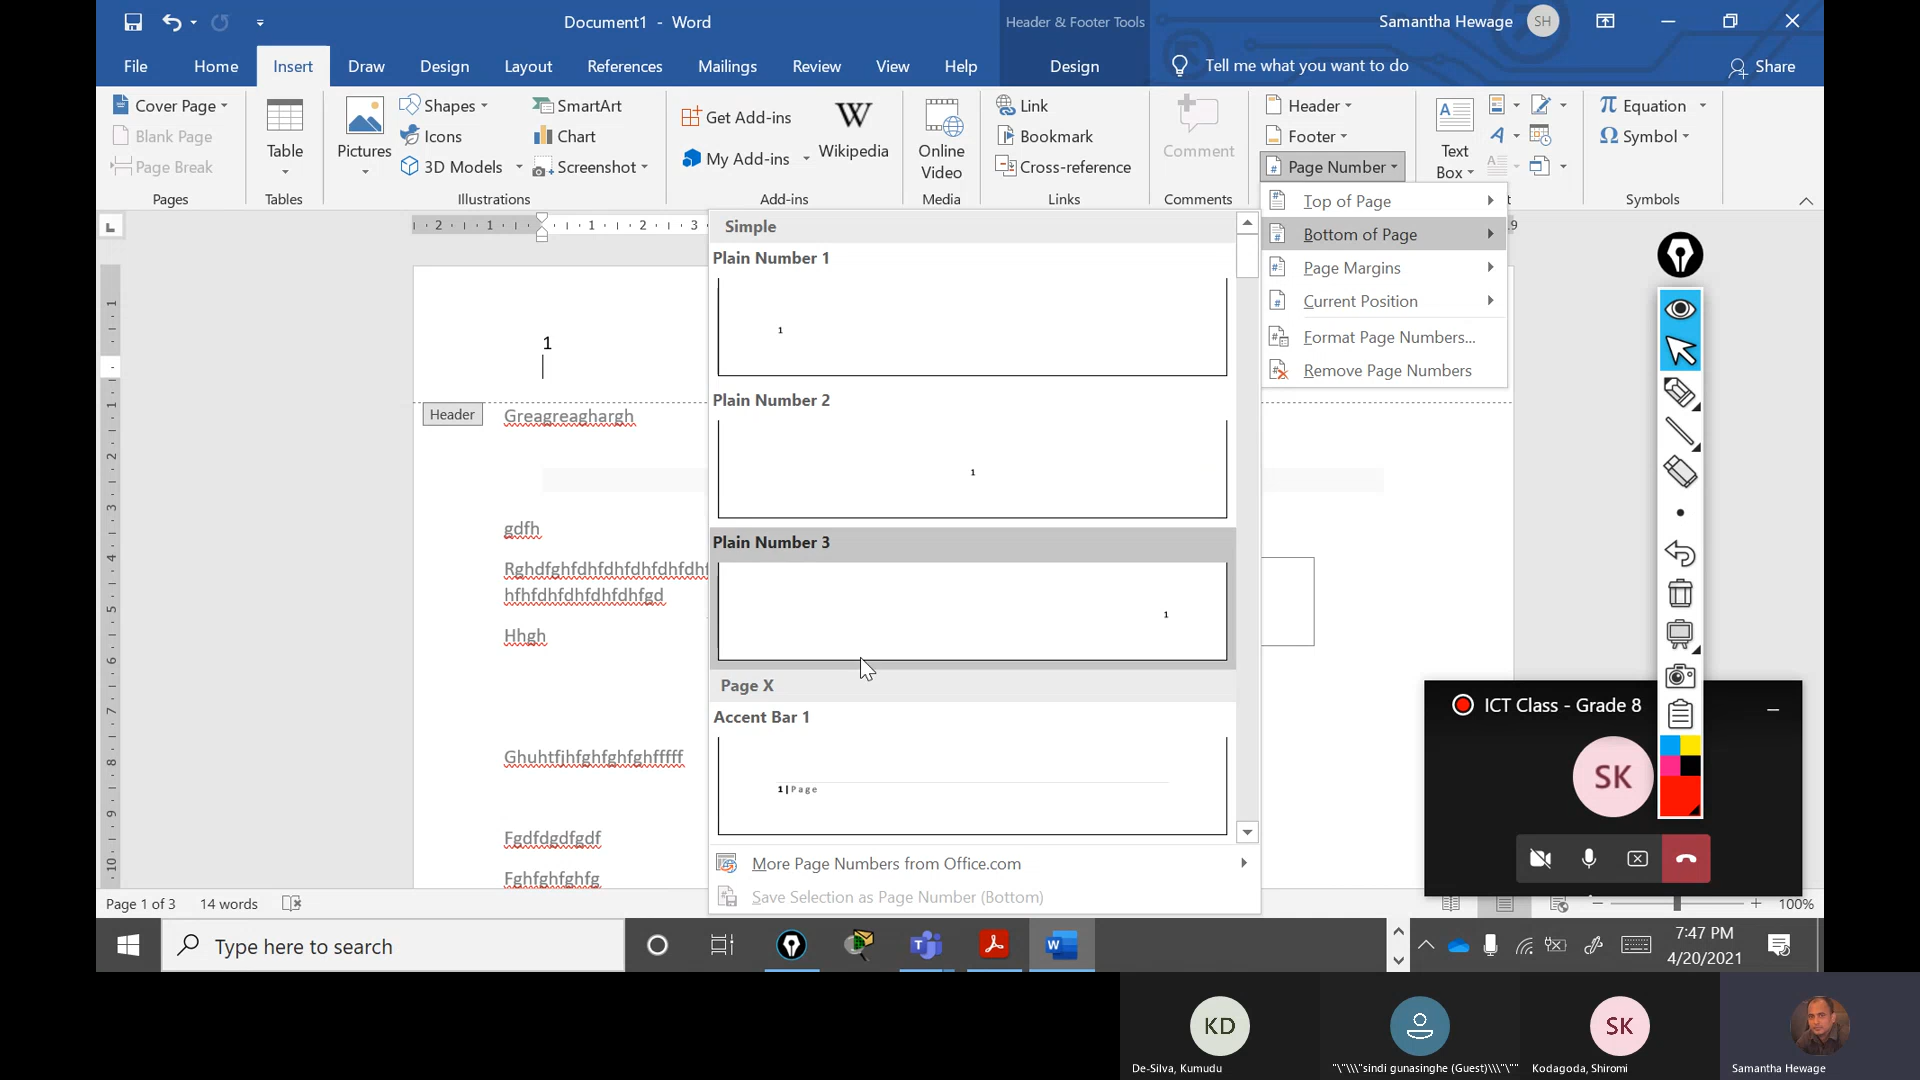 Document1 - Word
Header & Footer Tools
Samantha Hewage
SH
File
Home
Insert
Draw
Design
Layout
References
Mailings
Review
View
Help
Design
Tell me what you want to do
Share
Cover Page
Blank Page
Page Break
Pages
Table
Tables
Pictures
Shapes
Icons
3D Models
SmartArt
Chart
Screenshot
Illustrations
Get Add-ins
My Add-ins
W
Wikipedia
Add-ins
Online
Video
Media
Link
Bookmark
Cross-reference
Links
Comment
Comments
Header
Footer
Page Number
Text
Box
Equation
Symbol
Symbols
Top of Page
Bottom of Page
Page Margins
Current Position
Format Page Numbers...
Remove Page Numbers
Simple
Plain Number 1
1
Plain Number 2
1
Plain Number 3
1
Page X
Accent Bar 1
1 | Page
More Page Numbers from Office.com
Save Selection as Page Number (Bottom)
1
Header
Greagreaghargh
gdfh
Rghdfghfdhfdhfdhfdhfdhf
hfhfdhfdhfdhfdhfgd
Hhgh
Ghuhtfjhfghfghfghfffff
Fgdfdgdfgdf
Fghfghfghfg
ICT Class - Grade 8
SK
Page 1 of 3
14 words
100%
Type here to search
7:47 PM
4/20/2021
KD
De-Silva, Kumudu
"\"\\\"sindi gunasinghe (Guest)\\\"\""
SK
Kodagoda, Shiromi
Samantha Hewage